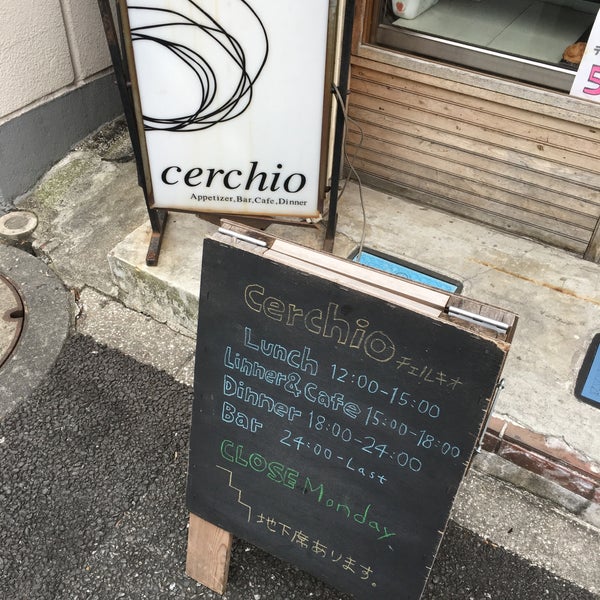 cerchio
Appetizer,Bar,Cafe,Dinner
cerchio チェルキオ
Lunch 12:00-15:00
Linner&Cafe 15:00-18:00
Dinner 18:00-24:00
Bar 24:00-Last
CLOSE Monday.
地下席あります。